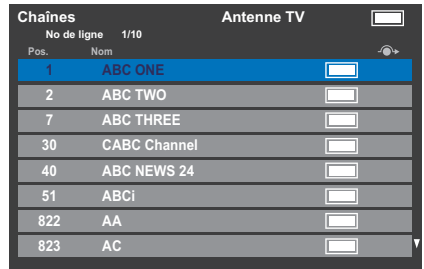 Chaînes Antenne TV
No de ligne 1/10
Pos. Nom
1 ABC ONE
2 ABC TWO
7 ABC THREE
30 CABC Channel
40 ABC NEWS 24
51 ABCi
822 AA
823 AC